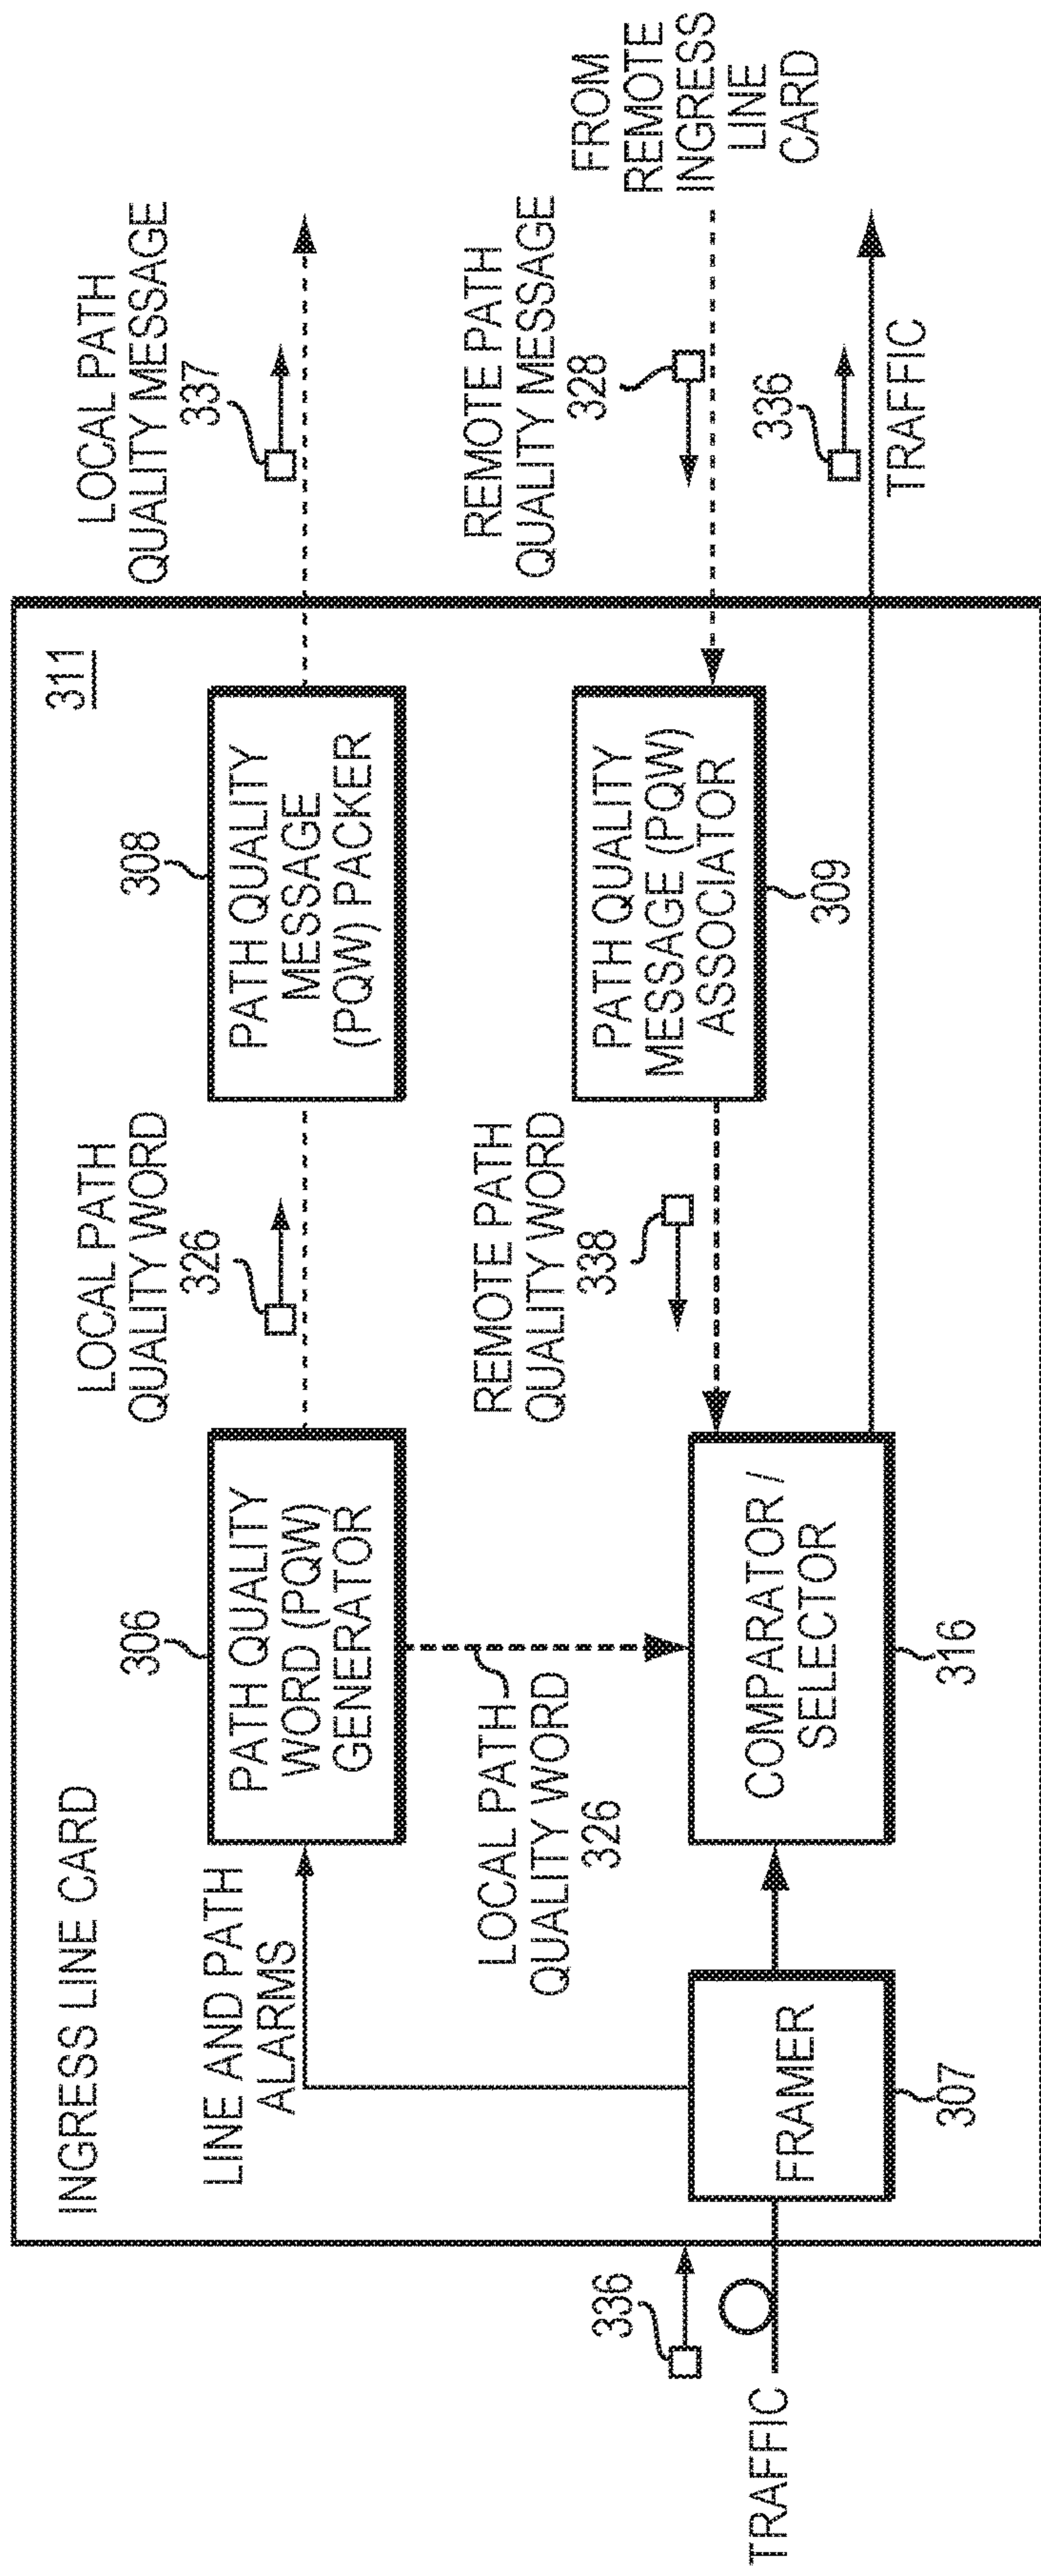 INGRESS LINE CARD
311
LOCAL PATH
QUALITY WORD
326
LOCAL PATH
QUALITY MESSAGE
337
LINE AND PATH
ALARMS
306
PATH QUALITY
WORD (PQW)
GENERATOR
308
PATH QUALITY
MESSAGE
(PQW) PACKER
LOCAL PATH
QUALITY WORD
326
REMOTE PATH
QUALITY WORD
338
REMOTE PATH
QUALITY MESSAGE
328
FROM
REMOTE
INGRESS
LINE
CARD
PATH QUALITY
MESSAGE (PQW)
ASSOCIATOR
309
336
TRAFFIC
FRAMER
307
COMPARATOR /
SELECTOR
316
336
TRAFFIC